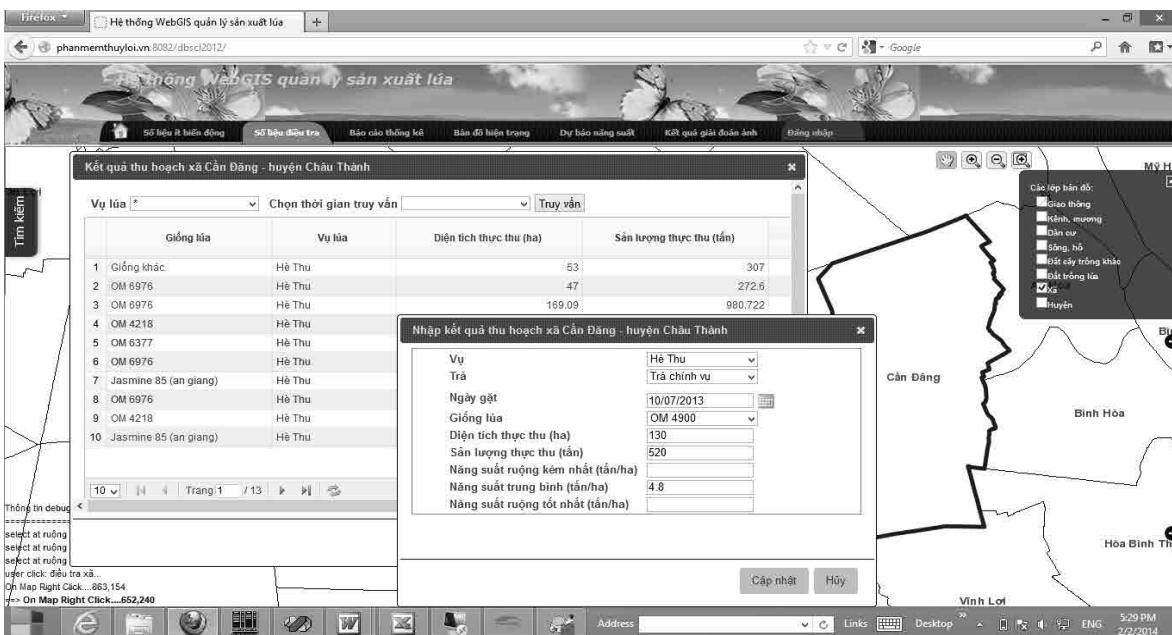 Firefox
Hệ thống WebGIS quản lý sản xuất lúa
phanmemthuyloi.vn:8082/dbscl2012/
Google
Hệ thống WebGIS quản lý sản xuất lúa
Số liệu ít biến động Số liệu điều tra Báo cáo thống kê Bản đồ hiện trạng Dự báo năng suất Kết quả giải đoán ảnh Đăng nhập
Tìm kiếm
Kết quả thu hoạch xã Cần Đăng - huyện Châu Thành
Vụ lúa * Chọn thời gian truy vấn Truy vấn
Giống lúa Vụ lúa Diện tích thực thu (ha) Sản lượng thực thu (tấn)
1 Giống khác Hè Thu 53 307
2 OM 6976 Hè Thu 47 272.6
3 OM 6976 Hè Thu 169.09 980.722
4 OM 4218 Hè Thu
5 OM 6377 Hè Thu
6 OM 6976 Hè Thu
7 Jasmine 85 (an giang) Hè Thu
8 OM 6976 Hè Thu
9 OM 4218 Hè Thu
10 Jasmine 85 (an giang) Hè Thu
10 Trang 1 / 13
Nhập kết quả thu hoạch xã Cần Đăng - huyện Châu Thành
Vụ Hè Thu
Trà Trà chính vụ
Ngày gặt 10/07/2013
Giống lúa OM 4900
Diện tích thực thu (ha) 130
Sản lượng thực thu (tấn) 520
Năng suất ruộng kém nhất (tấn/ha)
Năng suất trung bình (tấn/ha) 4.8
Năng suất ruộng tốt nhất (tấn/ha)
Cập nhật Hủy
Các lớp bản đồ:
Giao thông
Kênh, mương
Dân cư
Sông, hồ
Đất cây trồng khác
Đất trồng lúa
Xã
Huyện
Mỹ H
Cần Đăng
Bình Hòa
Hòa Bình Th
Vĩnh Lợi
Thông tin debug
==============
select at ruộng
select at ruộng
select at ruộng
user click: điều tra xã...
On Map Right Click....863,154
==> On Map Right Click....652,240
Address Links Desktop ENG 5:29 PM
2/2/2014